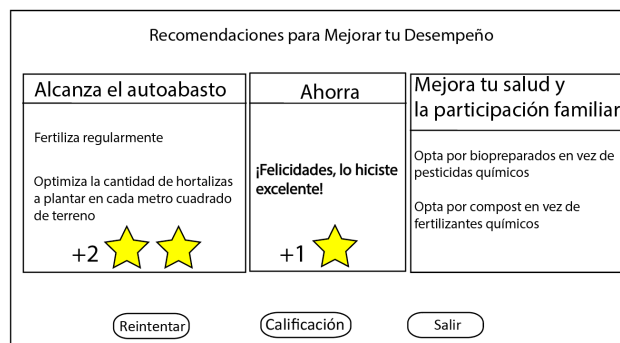 Recomendaciones para Mejorar tu Desempeño
Alcanza el autoabasto
Fertiliza regularmente
Optimiza la cantidad de hortalizas
a plantar en cada metro cuadrado
de terreno
+2
Ahorra
¡Felicidades, lo hiciste
excelente!
+1
Mejora tu salud y
la participación familiar
Opta por biopreparados en vez de
pesticidas químicos
Opta por compost en vez de
fertilizantes químicos
Reintentar
Calificación
Salir